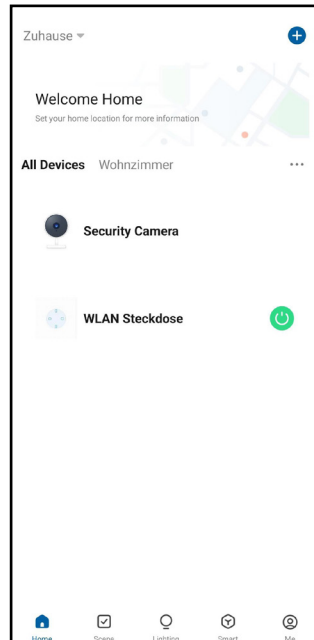 Zuhause
Welcome Home
Set your home location for more information
All Devices Wohnzimmer
Security Camera
WLAN Steckdose
Home Scene Lighting Smart Me